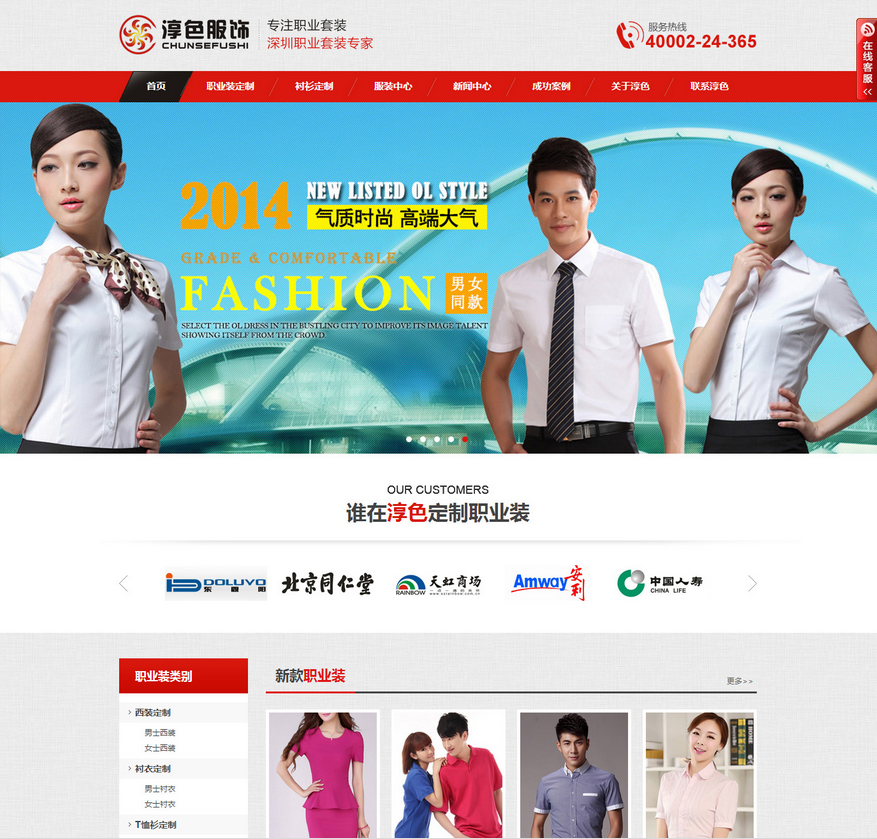 淳色服饰
CHUNSEFUSHI
专注职业套装
深圳职业套装专家
服务热线
40002-24-365
在线客服
<<
首页 职业装定制 衬衫定制 服装中心 新闻中心 成功案例 关于淳色 联系淳色
2014
NEW LISTED OL STYLE
气质时尚 高端大气
GRADE & COMFORTABLE
FASHION
男女
同款
SELECT THE OL DRESS IN THE BUSTLING CITY TO IMPROVE ITS IMAGE TALENT
SHOWING ITSELF FROM THE CROWD
OUR CUSTOMERS
谁在淳色定制职业装
DOLUVO
北京同仁堂
RAINBOW
天虹商场
Amway
安利
中国人寿
CHINA LIFE
职业装类别
新款职业装
更多>>
› 西装定制
男士西装
女士西装
› 衬衣定制
男士衬衣
女士衬衣
› T恤衫定制